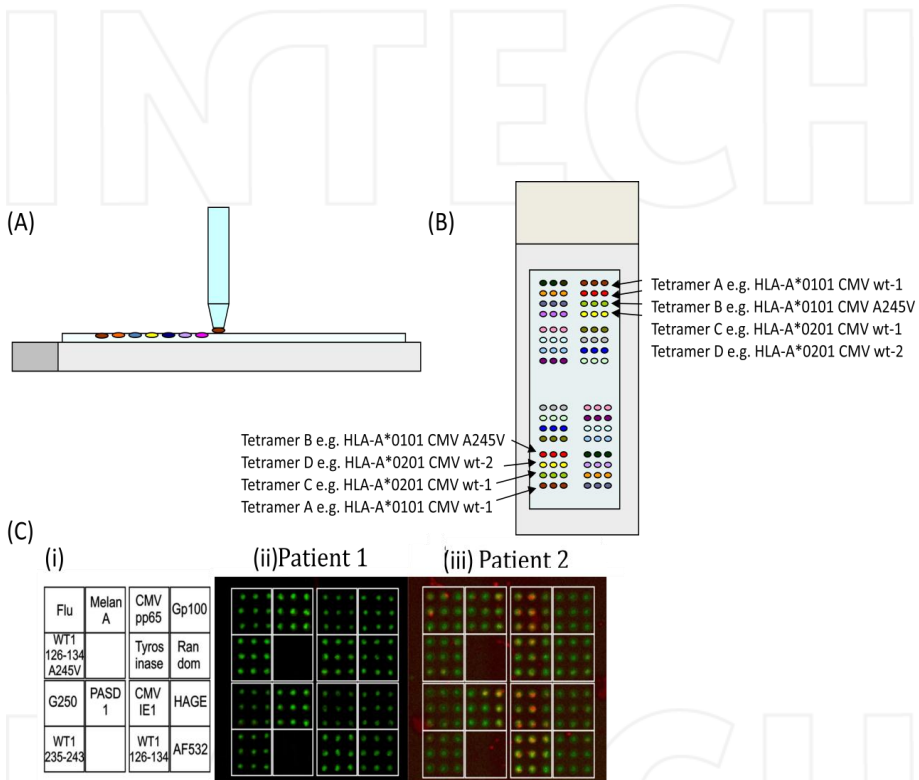 INTECH
(A)
(B)
Tetramer A e.g. HLA-A*0101 CMV wt-1
Tetramer B e.g. HLA-A*0101 CMV A245V
Tetramer C e.g. HLA-A*0201 CMV wt-1
Tetramer D e.g. HLA-A*0201 CMV wt-2
Tetramer B e.g. HLA-A*0101 CMV A245V
Tetramer D e.g. HLA-A*0201 CMV wt-2
Tetramer C e.g. HLA-A*0201 CMV wt-1
Tetramer A e.g. HLA-A*0101 CMV wt-1
(C)
(i)
(ii)Patient 1
(iii) Patient 2
Flu
Melan
A
CMV
pp65
Gp100
WT1
126-134
A245V
Tyros
inase
Ran
dom
G250
PASD
1
CMV
IE1
HAGE
WT1
235-243
WT1
126-134
AF532